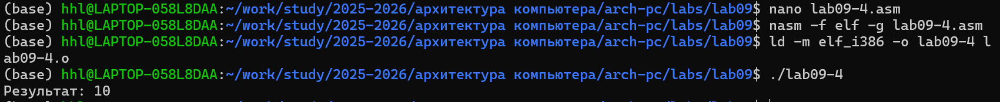 (base) hhl@LAPTOP-058L8DAA:~/work/study/2025-2026/архитектура компьютера/arch-pc/labs/lab09$ nano lab09-4.asm
(base) hhl@LAPTOP-058L8DAA:~/work/study/2025-2026/архитектура компьютера/arch-pc/labs/lab09$ nasm -f elf -g lab09-4.asm
(base) hhl@LAPTOP-058L8DAA:~/work/study/2025-2026/архитектура компьютера/arch-pc/labs/lab09$ ld -m elf_i386 -o lab09-4 l
ab09-4.o
(base) hhl@LAPTOP-058L8DAA:~/work/study/2025-2026/архитектура компьютера/arch-pc/labs/lab09$ ./lab09-4
Результат: 10